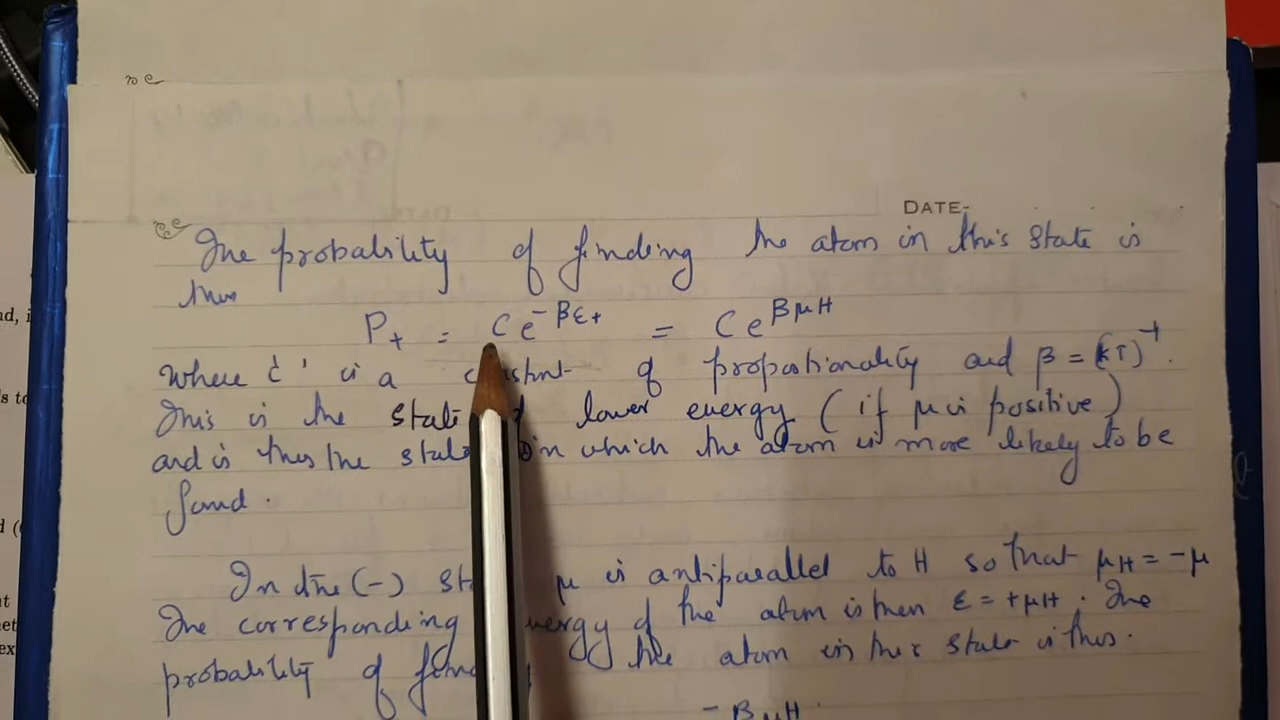 DATE-
The probability of finding the atom in this state is
thus
P+ = Ce^-βε+ = Ce^βμH
Where 'C' is a constant of proportionality and β = (kT)^-1.
This is the state lower energy (if μ is positive)
and is thus the state in which the atom is more likely to be
found.
In the (-) μ is antiparallel to H so that μH = -μ
The corresponding energy of the atom is then ε = +μH. The
probability of the atom in this state is thus.
- βμH